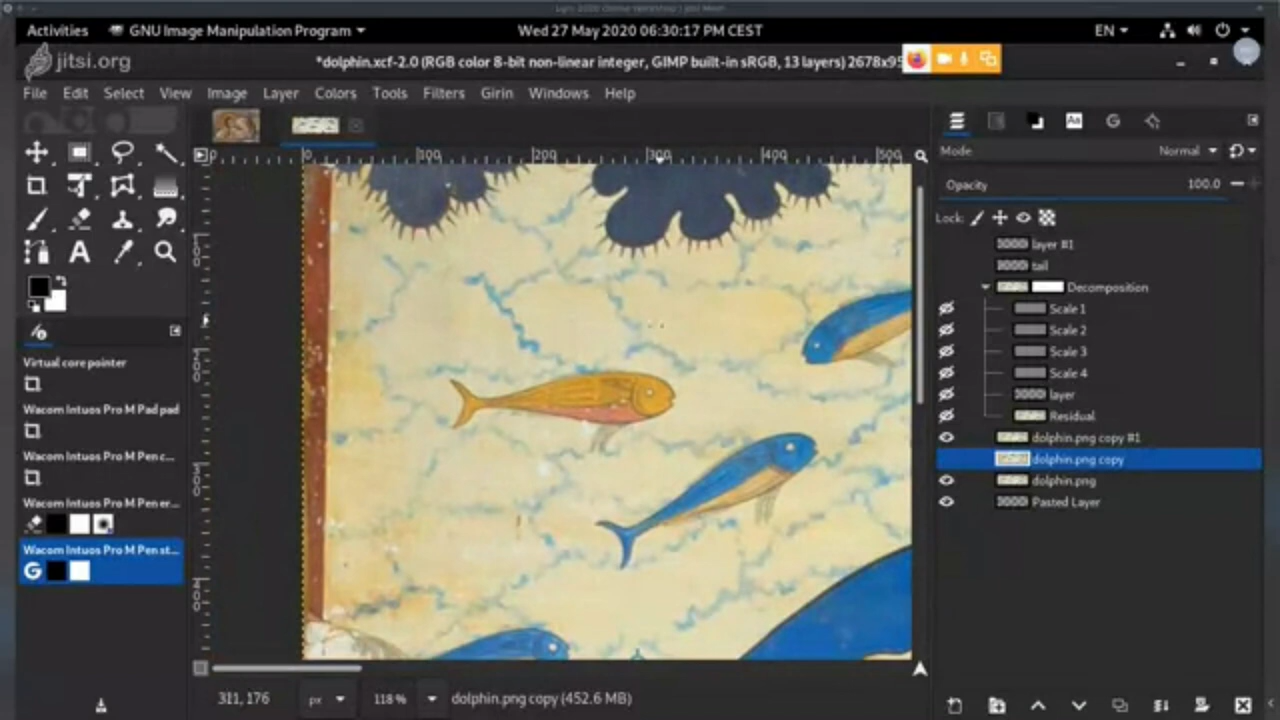 Activities GNU Image Manipulation Program Wed 27 May 2020 06:30:17 PM CEST EN
jitsi.org *dolphin.xcf-2.0 (RGB color 8-bit non-linear integer, GIMP built-in sRGB, 13 layers) 2678x95
File Edit Select View Image Layer Colors Tools Filters Girin Windows Help
0 100 200 300 400 500
Mode Normal
Opacity 100.0
Lock:
layer #1
tail
Decomposition
Scale 1
Scale 2
Scale 3
Scale 4
layer
Residual
dolphin.png copy #1
dolphin.png copy
dolphin.png
Pasted Layer
Virtual core pointer
Wacom Intuos Pro M Pad pad
Wacom Intuos Pro M Pen c...
Wacom Intuos Pro M Pen er...
Wacom Intuos Pro M Pen st...
311, 176 px 118 % dolphin.png copy (452.6 MB)